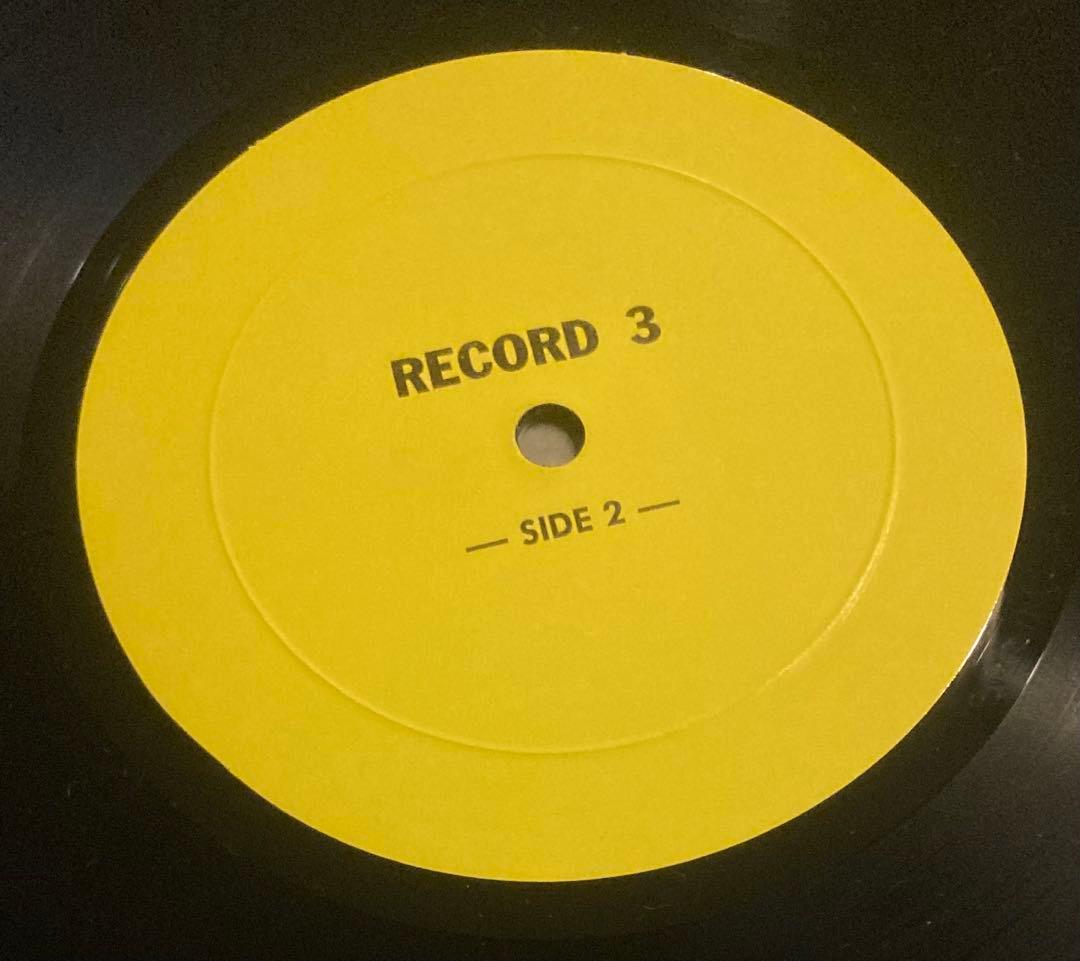 RECORD 3
— SIDE 2 —